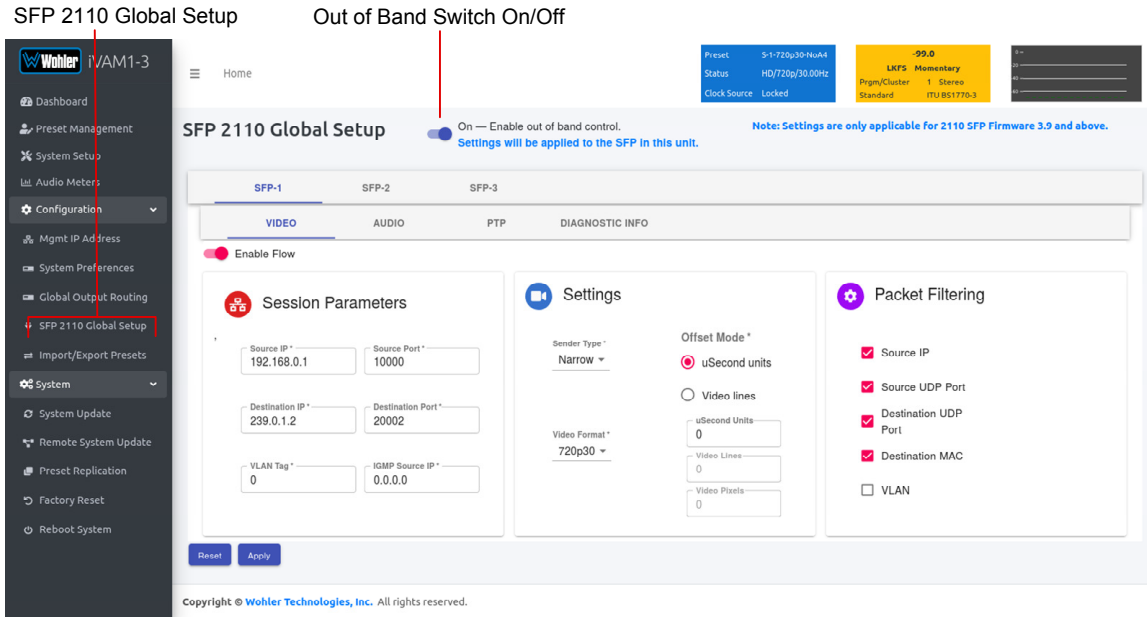 SFP 2110 Global Setup
Out of Band Switch On/Off
Wohler iVAM1-3
Dashboard
Preset Management
System Setup
Audio Meters
Configuration
Mgmt IP Address
System Preferences
Global Output Routing
SFP 2110 Global Setup
Import/Export Presets
System
System Update
Remote System Update
Preset Replication
Factory Reset
Reboot System
Home
Preset S-1-720p30-NoA4
Status HD/720p/30.00Hz
Clock Source Locked
-99.0
LKFS Momentary
Prgm/Cluster 1 Stereo
Standard ITU BS1770-3
0
-20
-40
-60
SFP 2110 Global Setup
On — Enable out of band control.
Settings will be applied to the SFP in this unit.
Note: Settings are only applicable for 2110 SFP Firmware 3.9 and above.
SFP-1 SFP-2 SFP-3
VIDEO AUDIO PTP DIAGNOSTIC INFO
Enable Flow
Session Parameters
,
Source IP *
192.168.0.1
Source Port *
10000
Destination IP *
239.0.1.2
Destination Port *
20002
VLAN Tag *
0
IGMP Source IP *
0.0.0.0
Settings
Sender Type *
Narrow
Video Format *
720p30
Offset Mode *
uSecond units
Video lines
uSecond Units
0
Video Lines
0
Video Pixels
0
Packet Filtering
Source IP
Source UDP Port
Destination UDP
Port
Destination MAC
VLAN
Reset Apply
Copyright © Wohler Technologies, Inc. All rights reserved.